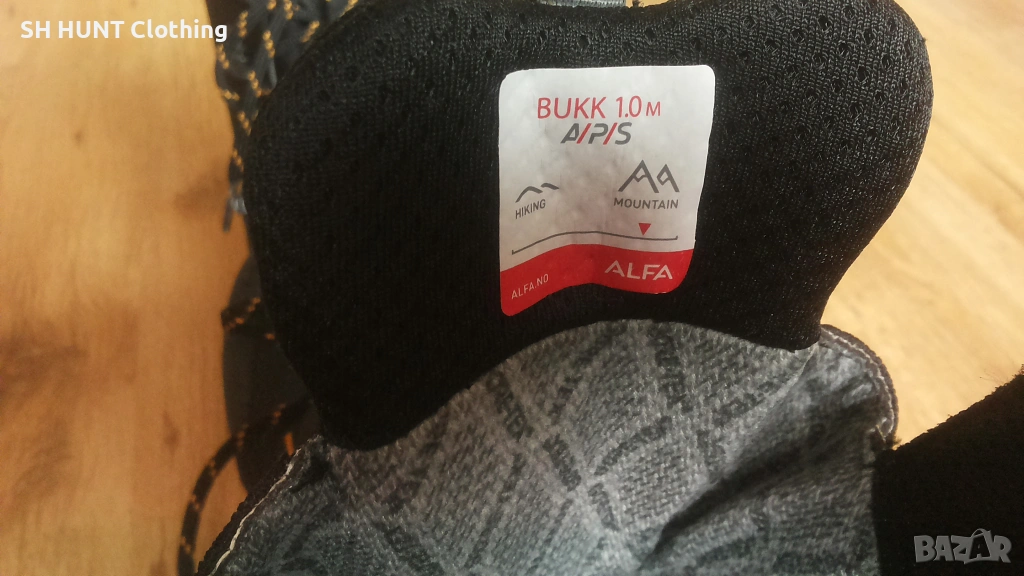 SH HUNT Clothing
BUKK 1.0 M
A/P/S
HIKING
MOUNTAIN
ALFA.NO
ALFA
BAZAR